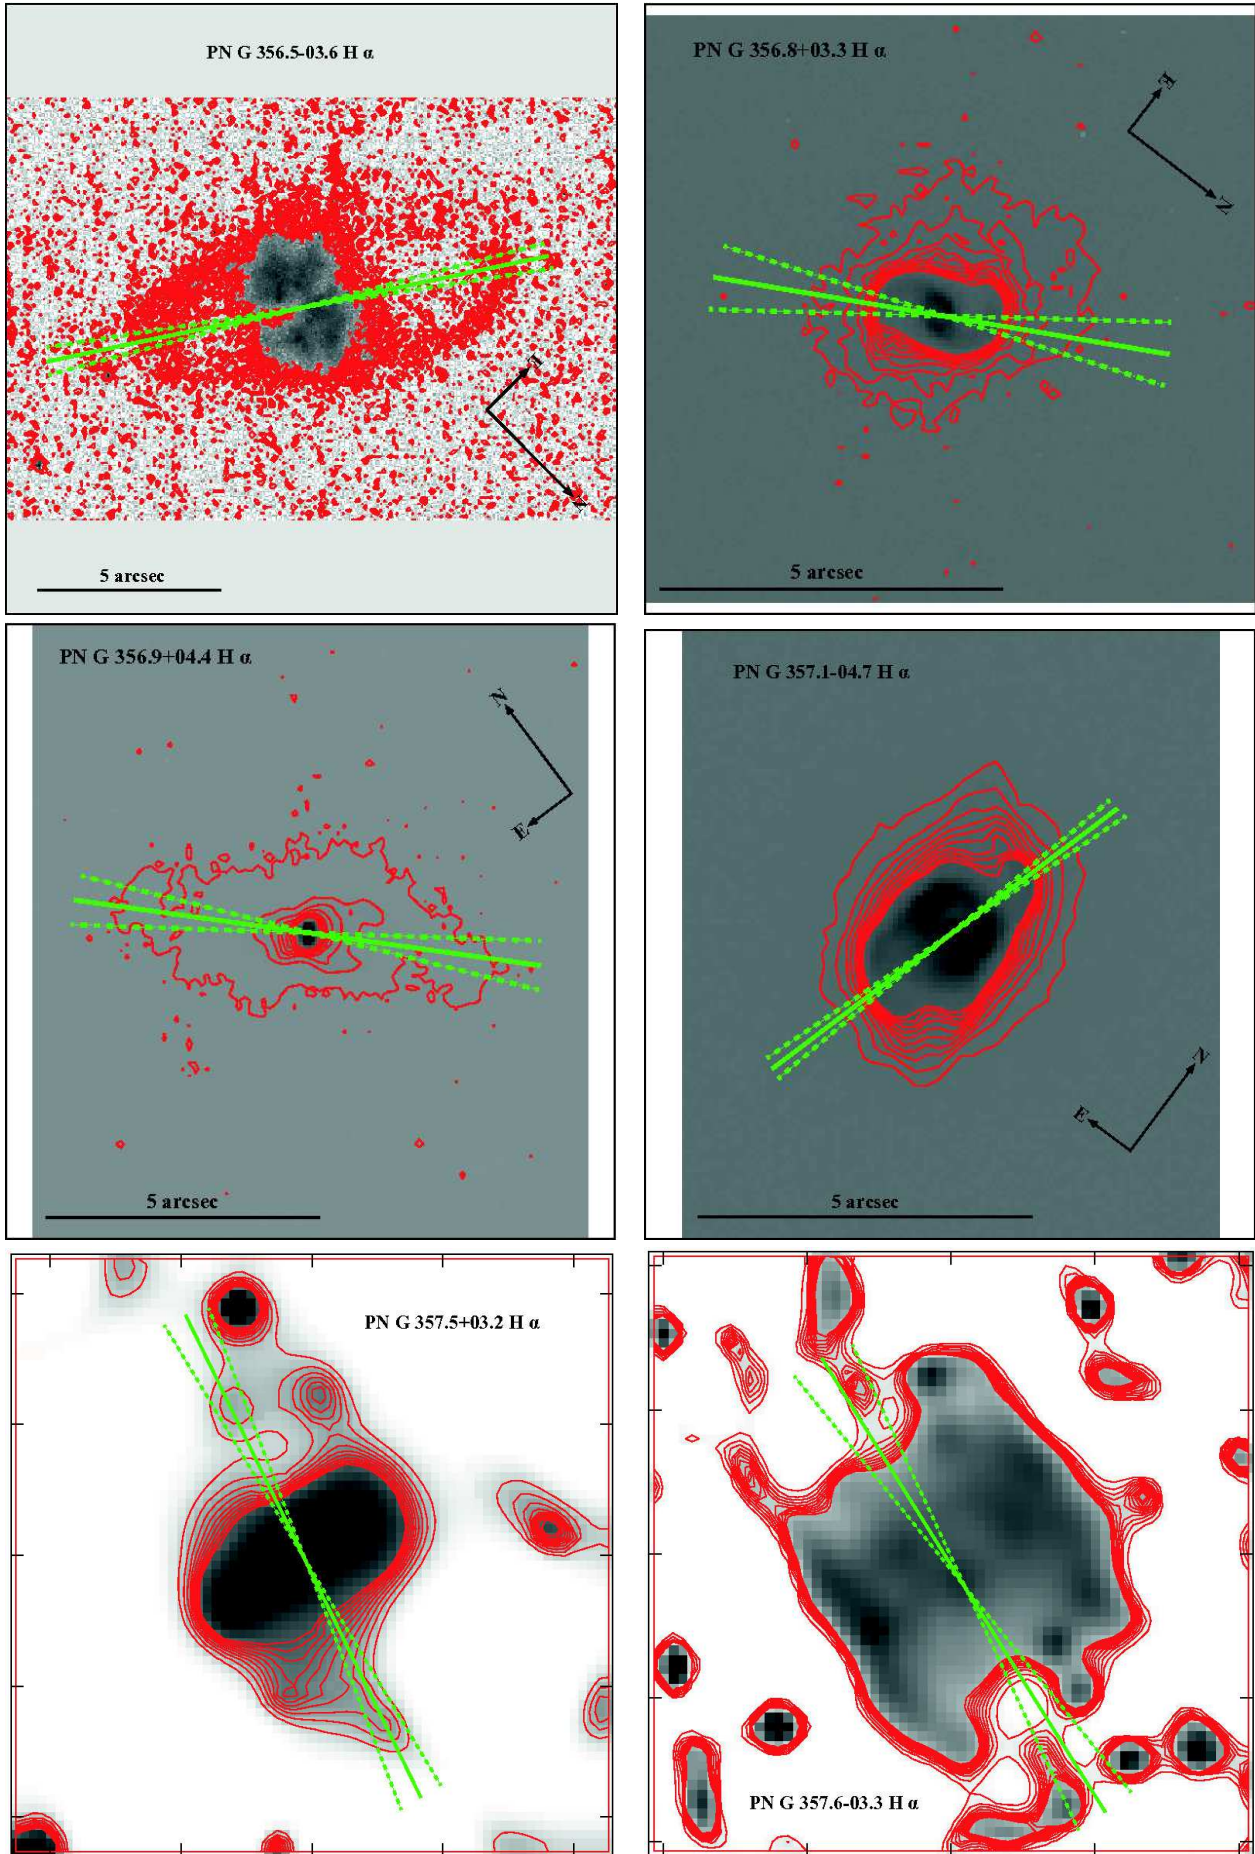 PN G 356.5-03.6 H α
E
N
5 arcsec
PN G 356.8+03.3 H α
E
N
5 arcsec
PN G 356.9+04.4 H α
N
E
5 arcsec
PN G 357.1-04.7 H α
N
E
5 arcsec
PN G 357.5+03.2 H α
PN G 357.6-03.3 H α